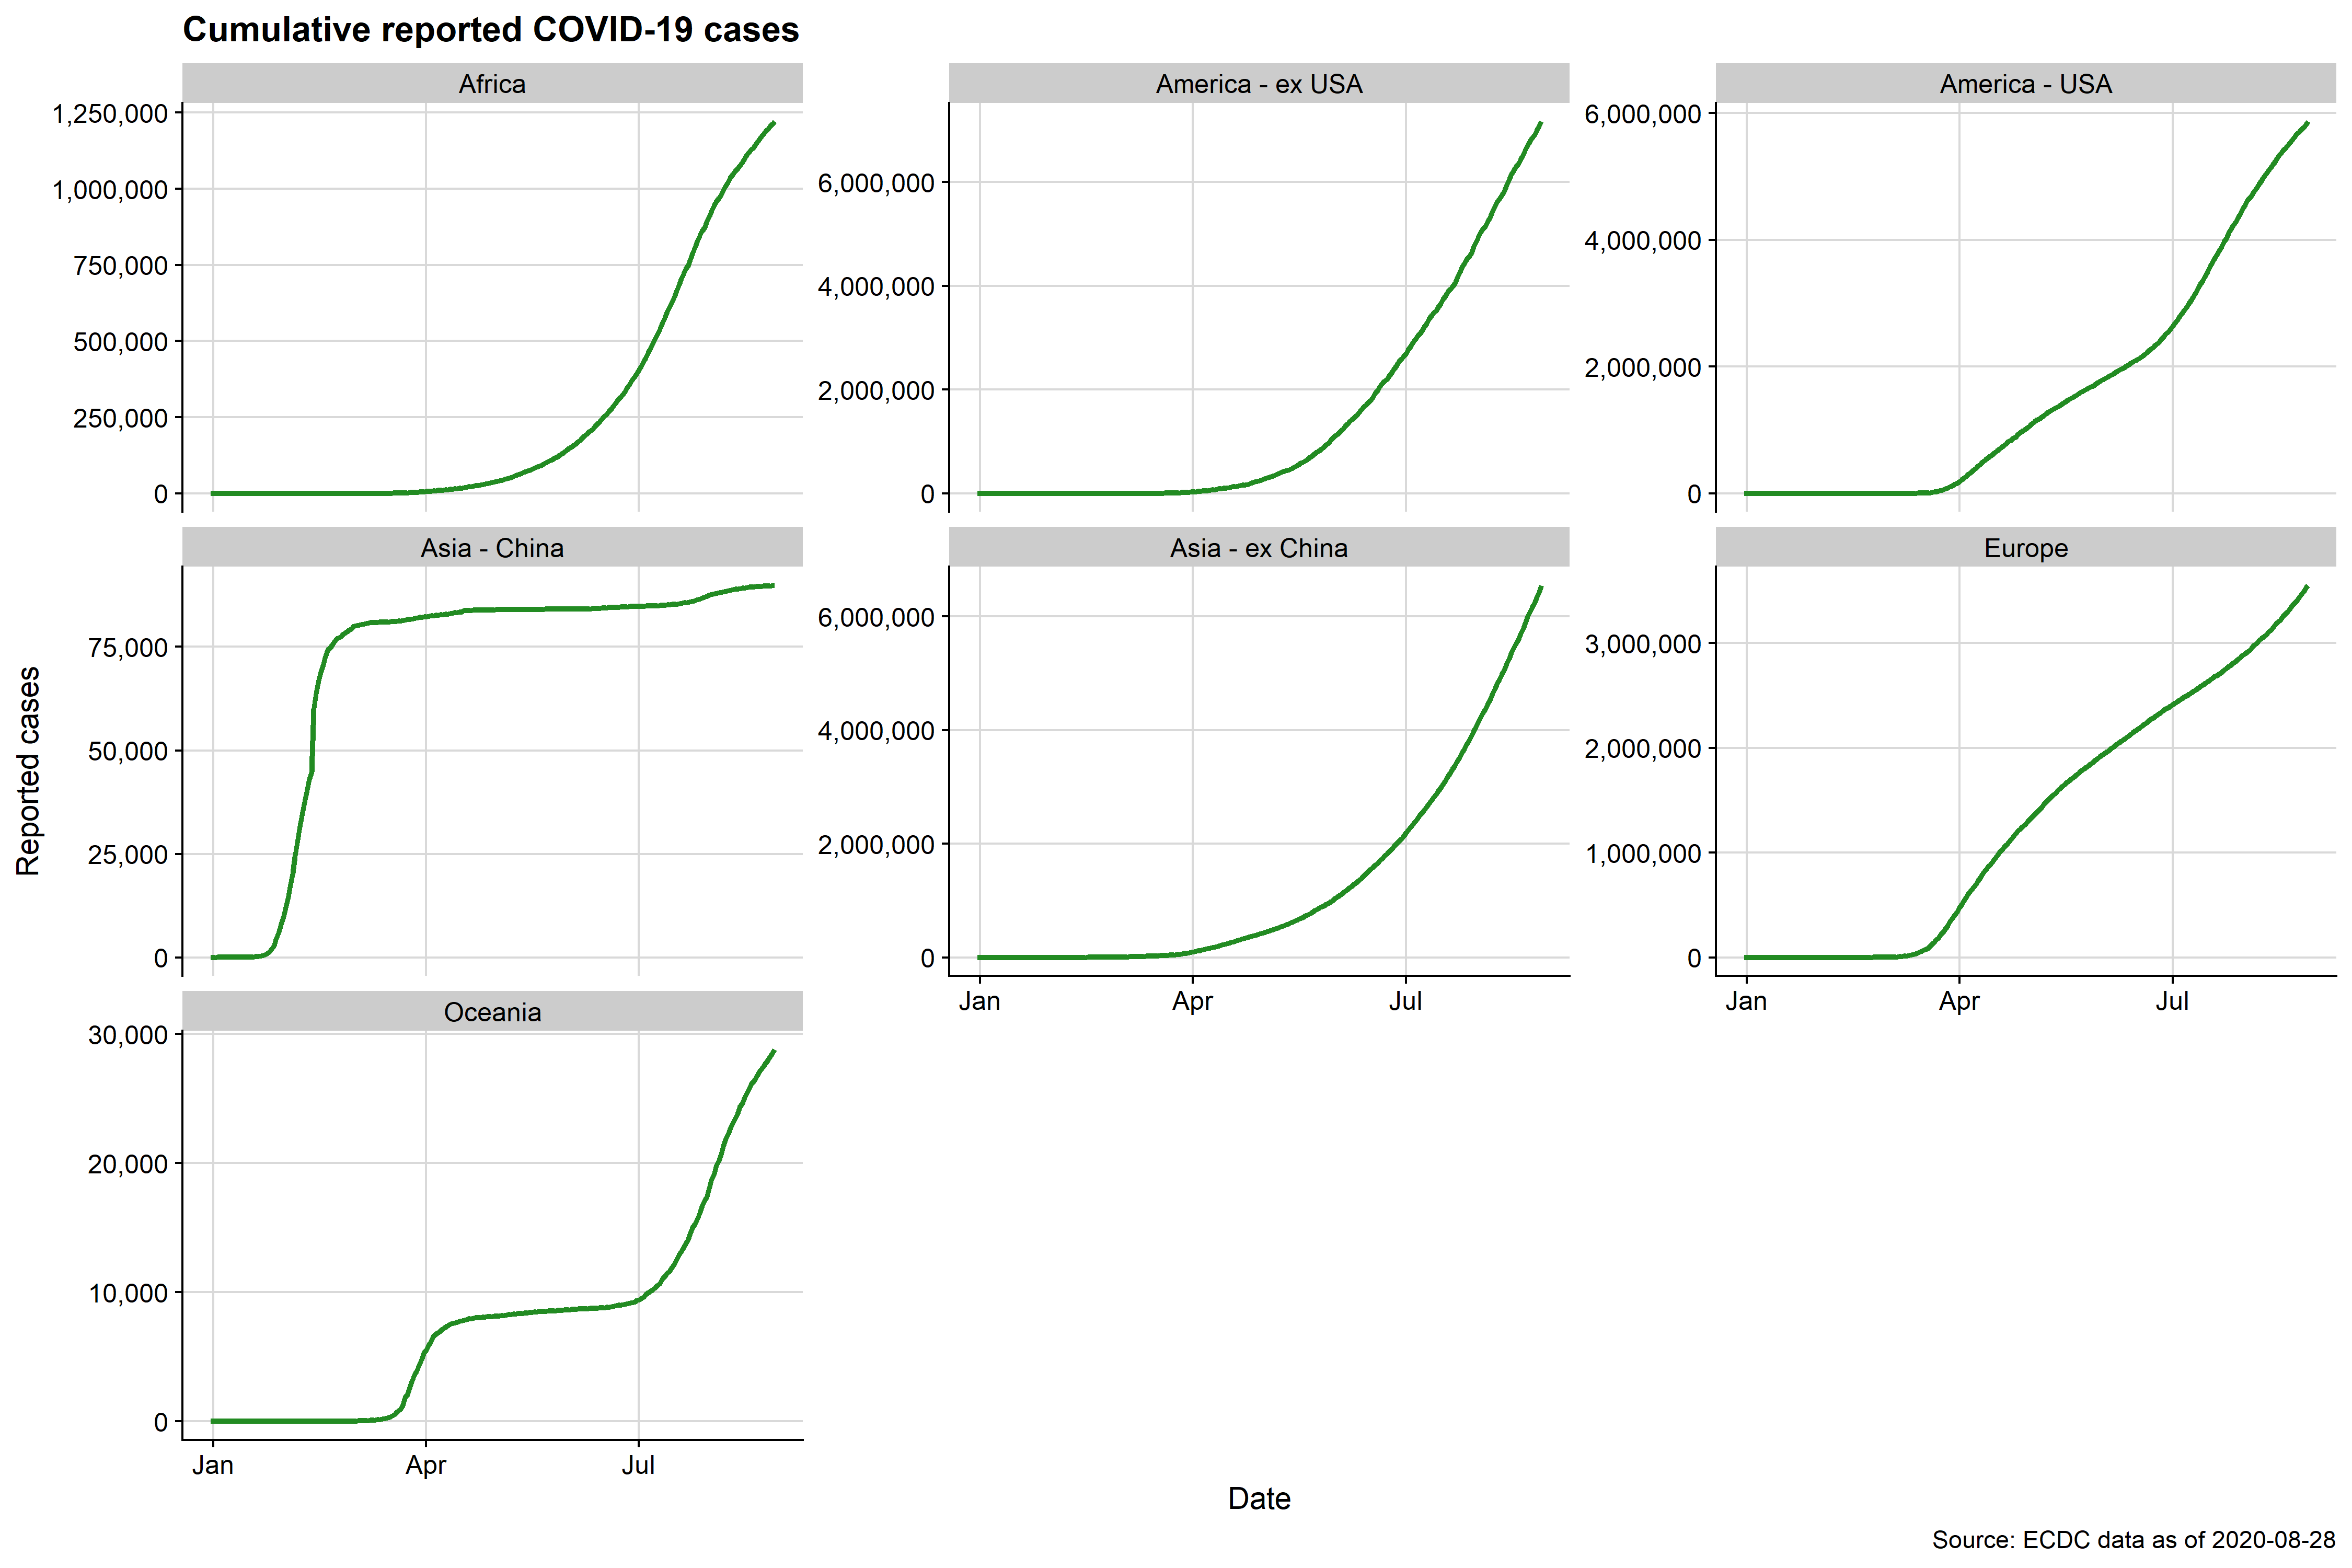 Cumulative reported COVID-19 cases
Africa
America - ex USA
America - USA
1,250,000
1,000,000
750,000
500,000
250,000
0
6,000,000
4,000,000
2,000,000
0
6,000,000
4,000,000
2,000,000
0
Asia - China
Asia - ex China
Europe
Reported cases
75,000
50,000
25,000
0
6,000,000
4,000,000
2,000,000
0
Jan Apr Jul
3,000,000
2,000,000
1,000,000
0
Jan Apr Jul
Oceania
30,000
20,000
10,000
0
Jan Apr Jul
Date
Source: ECDC data as of 2020-08-28